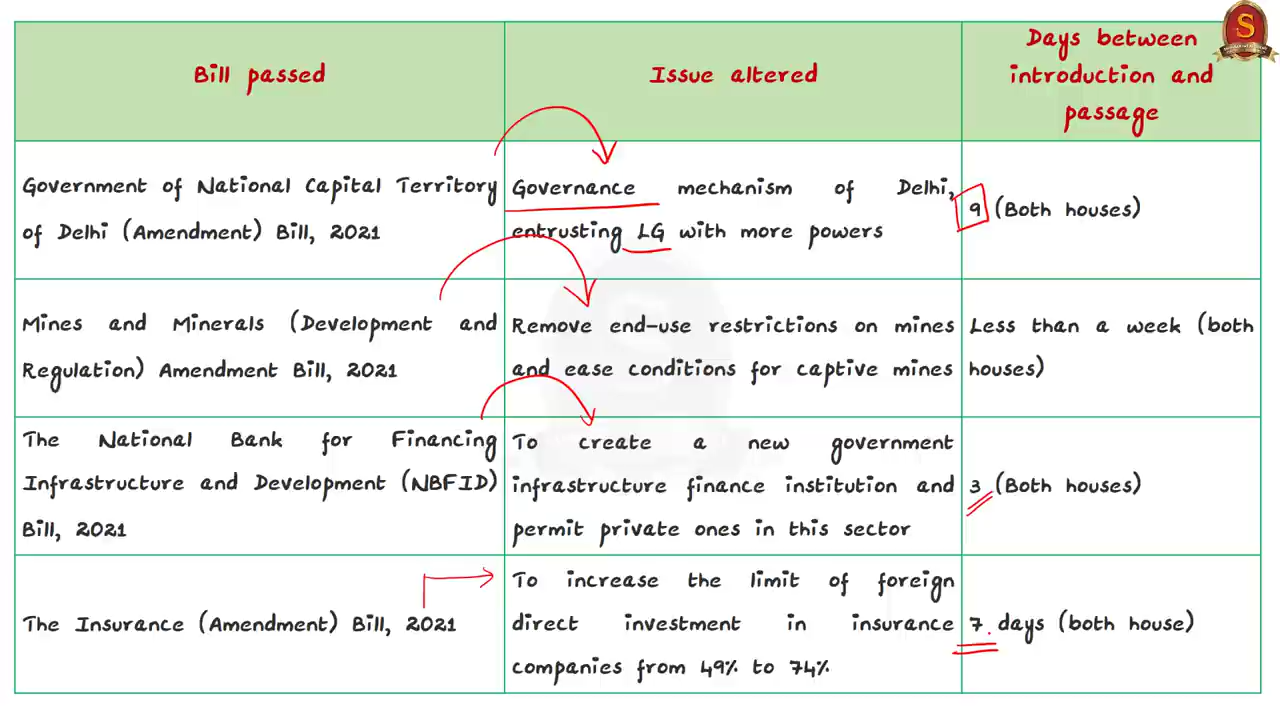 Bill passed
Issue altered
Days between
introduction and
passage
Government of National Capital Territory
of Delhi (Amendment) Bill, 2021
Governance mechanism of Delhi,
entrusting LG with more powers
9 (Both houses)
Mines and Minerals (Development and
Regulation) Amendment Bill, 2021
Remove end-use restrictions on mines
and ease conditions for captive mines
Less than a week (both
houses)
The National Bank for Financing
Infrastructure and Development (NBFID)
Bill, 2021
To create a new government
infrastructure finance institution and
permit private ones in this sector
3 (Both houses)
The Insurance (Amendment) Bill, 2021
To increase the limit of foreign
direct investment in insurance
companies from 49% to 74%
7 days (both house)
S